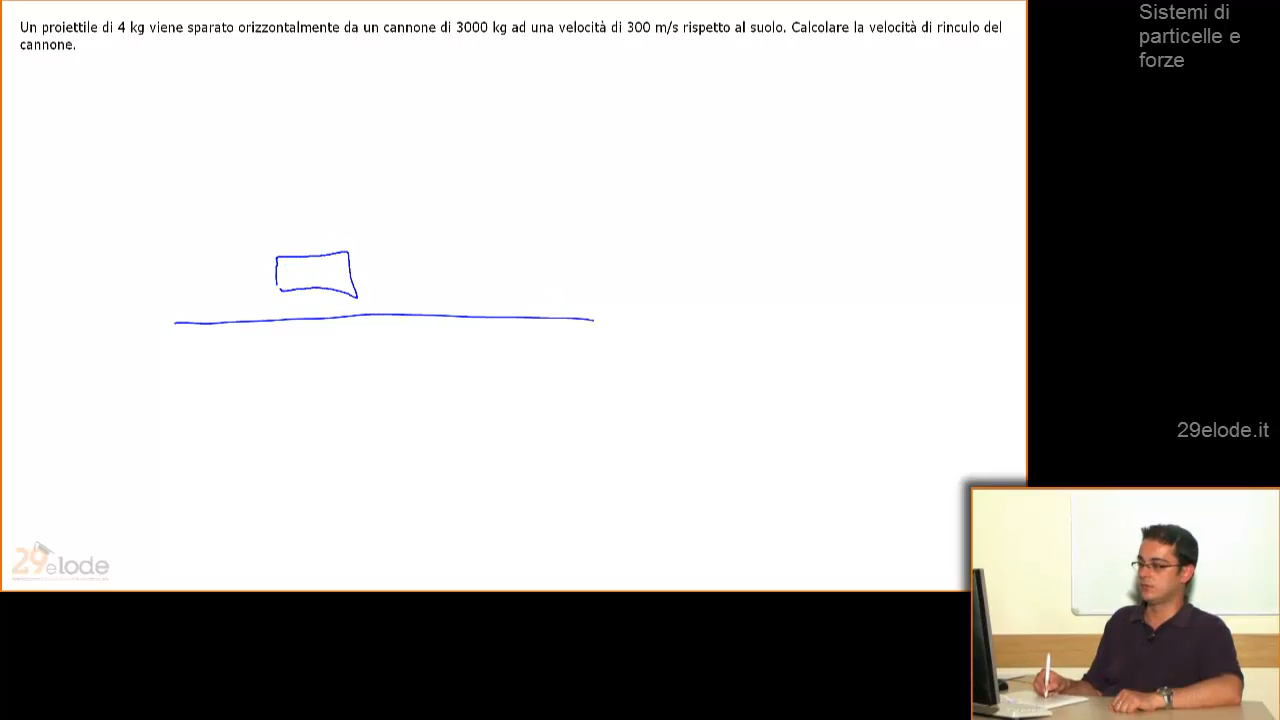 Un proiettile di 4 kg viene sparato orizzontalmente da un cannone di 3000 kg ad una velocità di 300 m/s rispetto al suolo. Calcolare la velocità di rinculo del
cannone.
Sistemi di
particelle e
forze
29elode.it
29elode